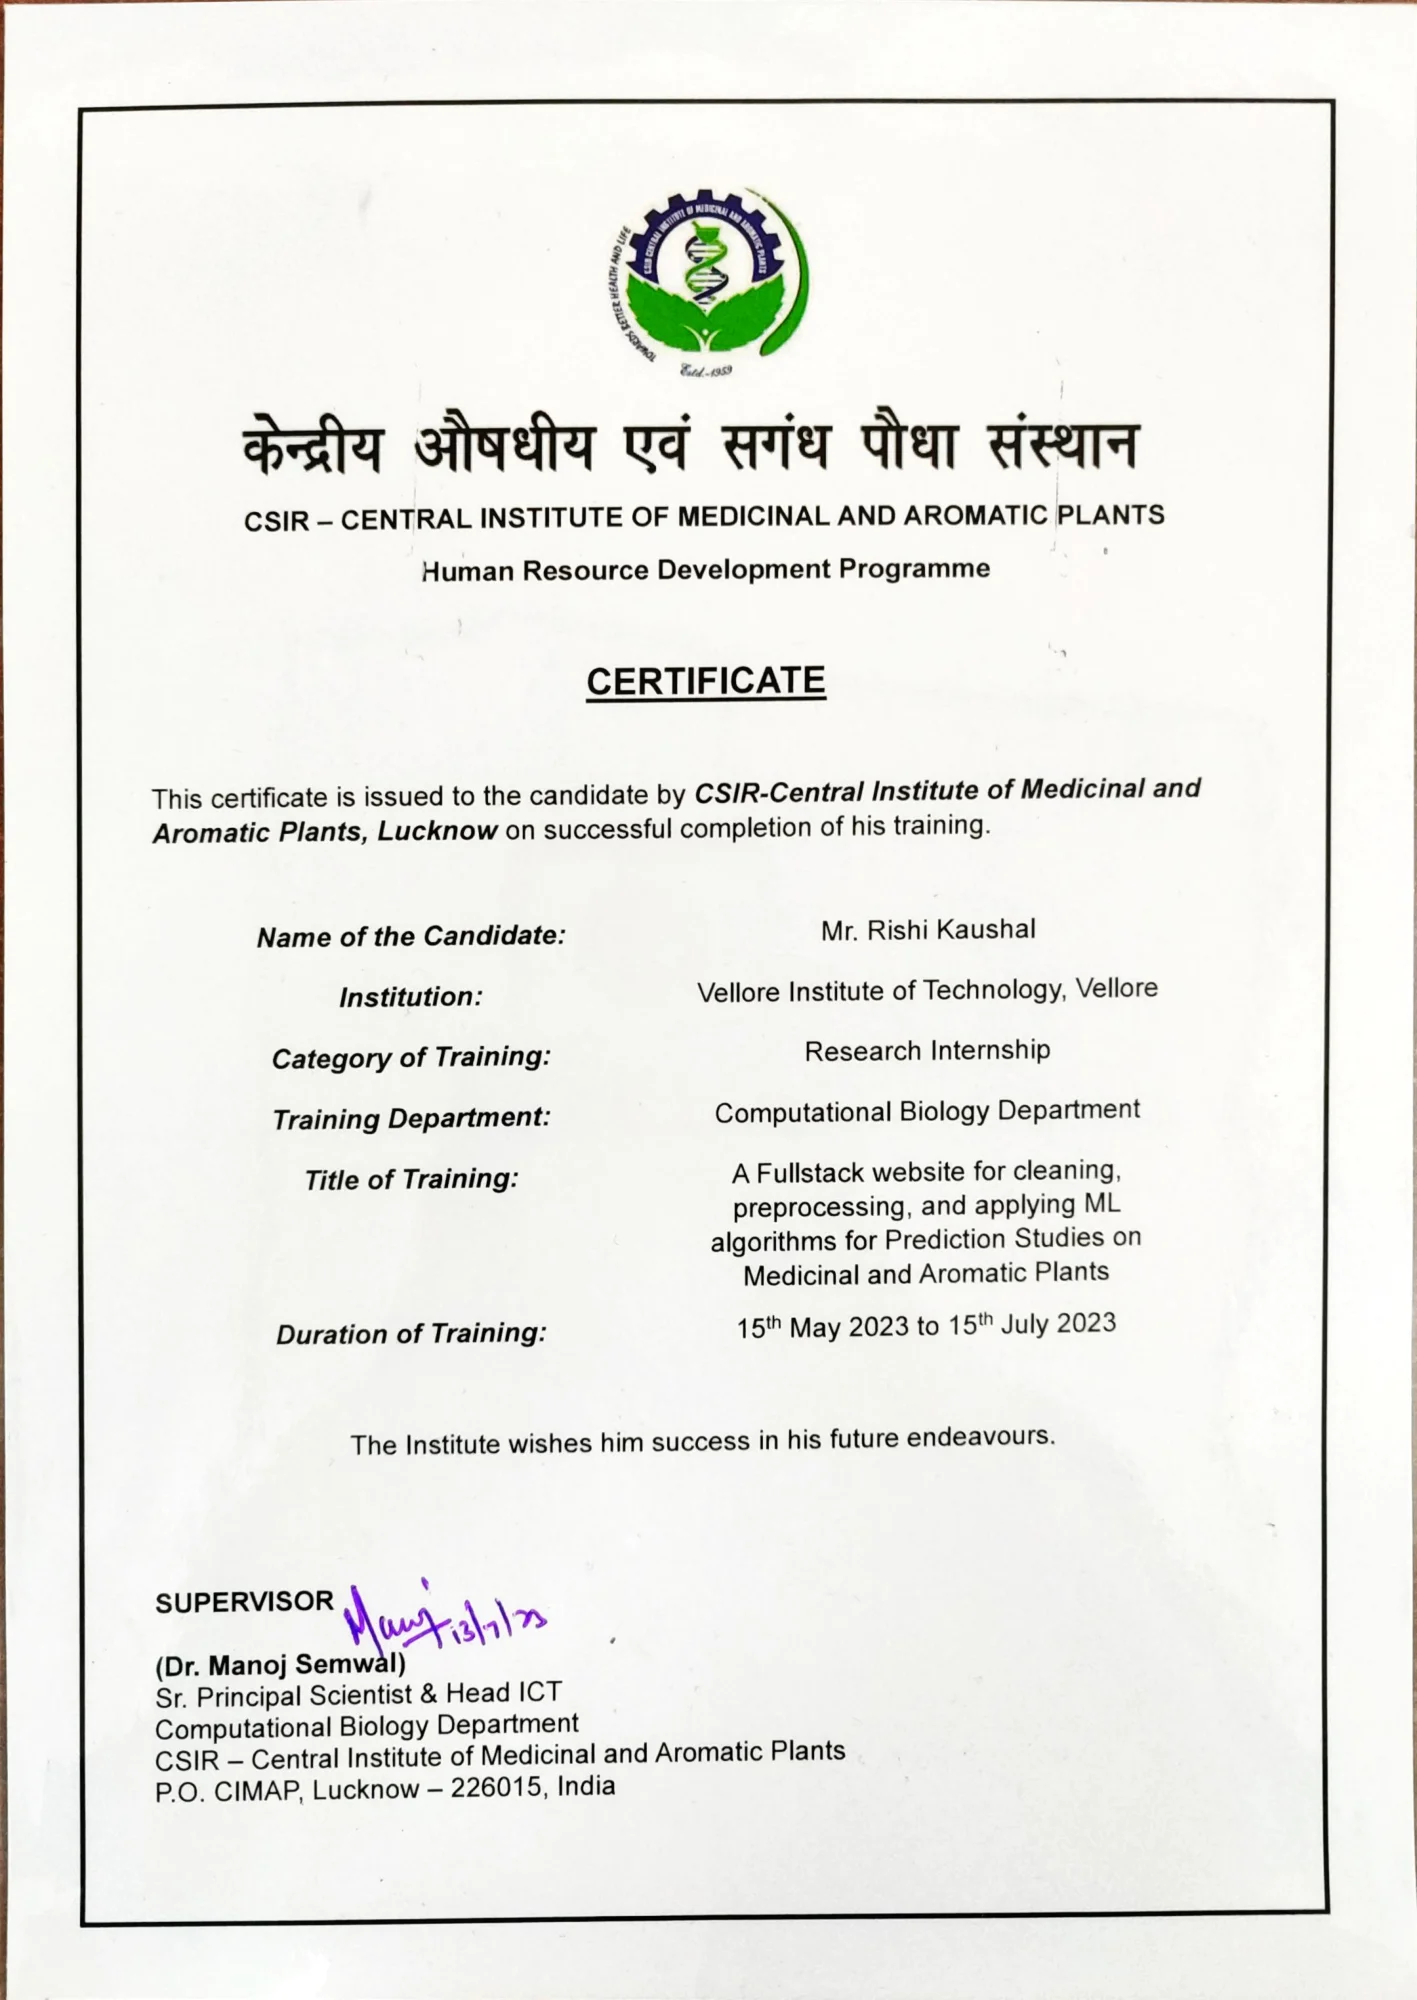 CSIR-CENTRAL INSTITUTE OF MEDICINAL AND AROMATIC PLANTS
TOWARDS BETTER HEALTH AND LIFE
Estd.-1959
केन्द्रीय औषधीय एवं सगंध पौधा संस्थान
CSIR – CENTRAL INSTITUTE OF MEDICINAL AND AROMATIC PLANTS
Human Resource Development Programme
CERTIFICATE
This certificate is issued to the candidate by CSIR-Central Institute of Medicinal and
Aromatic Plants, Lucknow on successful completion of his training.
Name of the Candidate: Mr. Rishi Kaushal
Institution: Vellore Institute of Technology, Vellore
Category of Training: Research Internship
Training Department: Computational Biology Department
Title of Training: A Fullstack website for cleaning,
preprocessing, and applying ML
algorithms for Prediction Studies on
Medicinal and Aromatic Plants
Duration of Training: 15th May 2023 to 15th July 2023
The Institute wishes him success in his future endeavours.
SUPERVISOR
Manoj 13/7/23
(Dr. Manoj Semwal)
Sr. Principal Scientist & Head ICT
Computational Biology Department
CSIR – Central Institute of Medicinal and Aromatic Plants
P.O. CIMAP, Lucknow – 226015, India